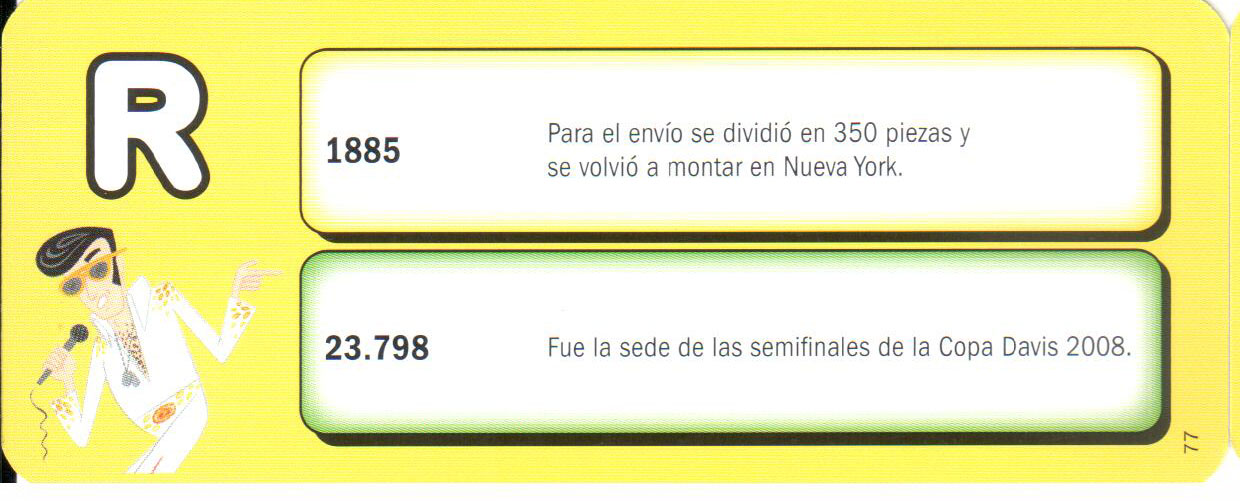 R
1885
Para el envío se dividió en 350 piezas y
se volvió a montar en Nueva York.
23.798
Fue la sede de las semifinales de la Copa Davis 2008.
77